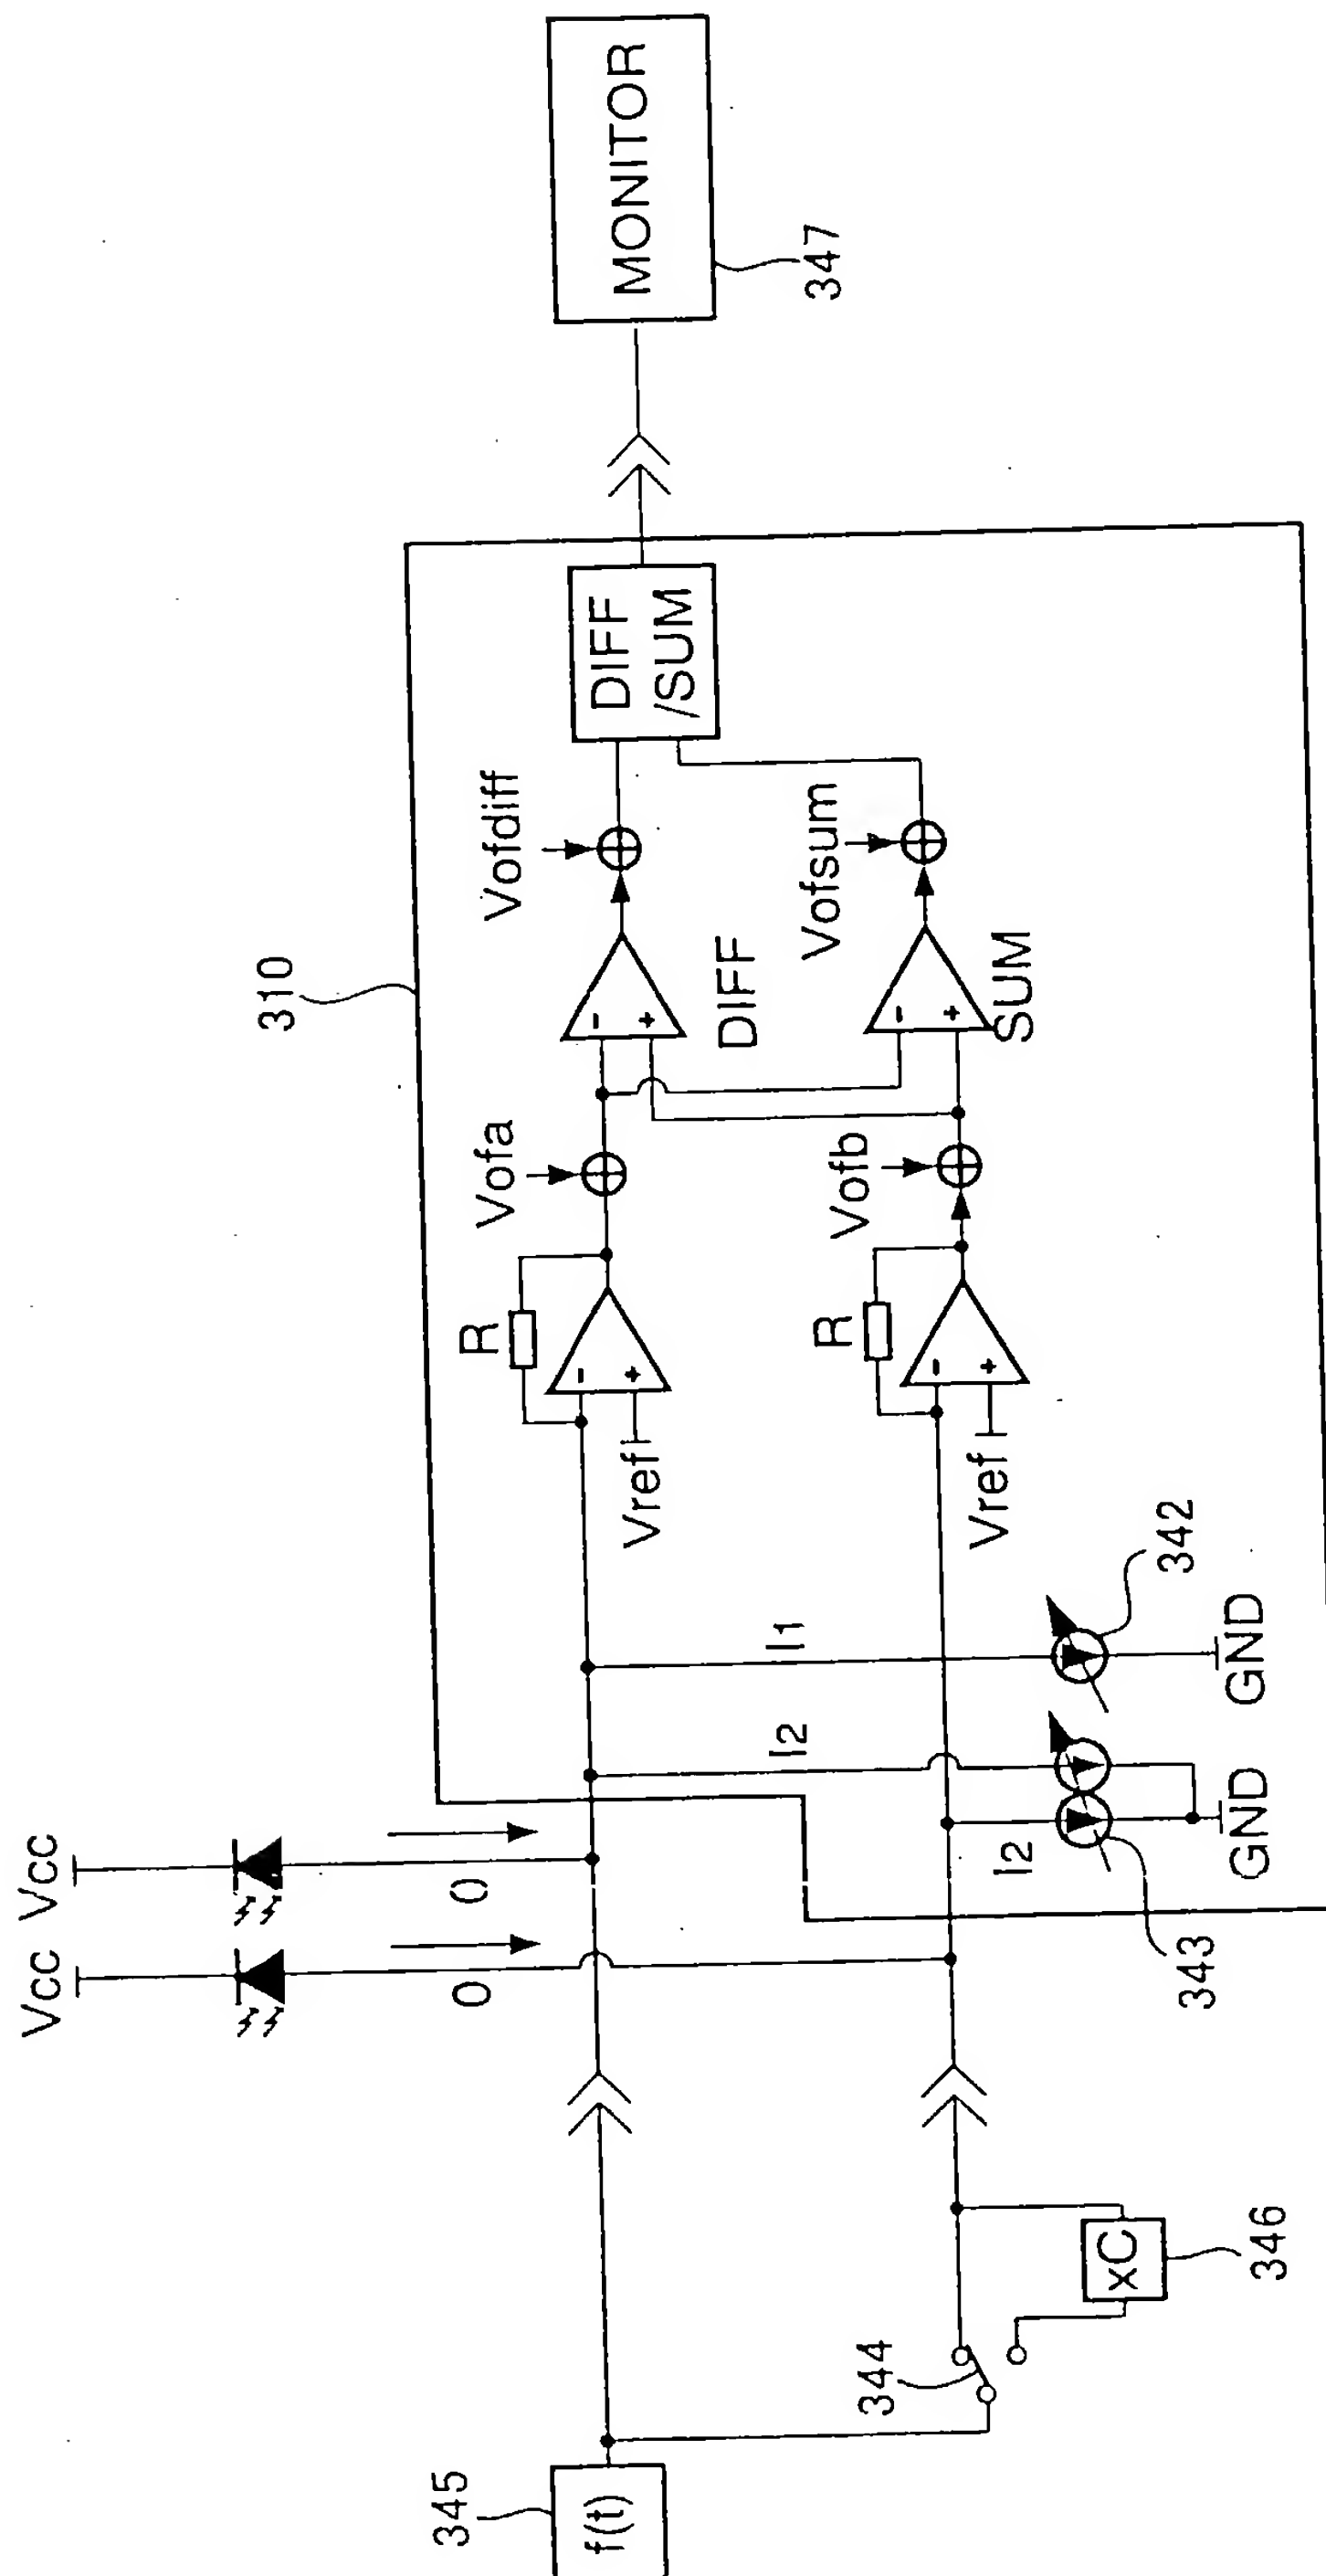 345
f(t)
344
xC
346
Vcc
Vcc
0
0
310
I2
I1
I2
343
GND
342
GND
R
-
+
Vref
Vofa
R
-
+
Vref
Vofb
-
+
DIFF
Vofdiff
-
+
SUM
Vofsum
DIFF
/SUM
MONITOR
347